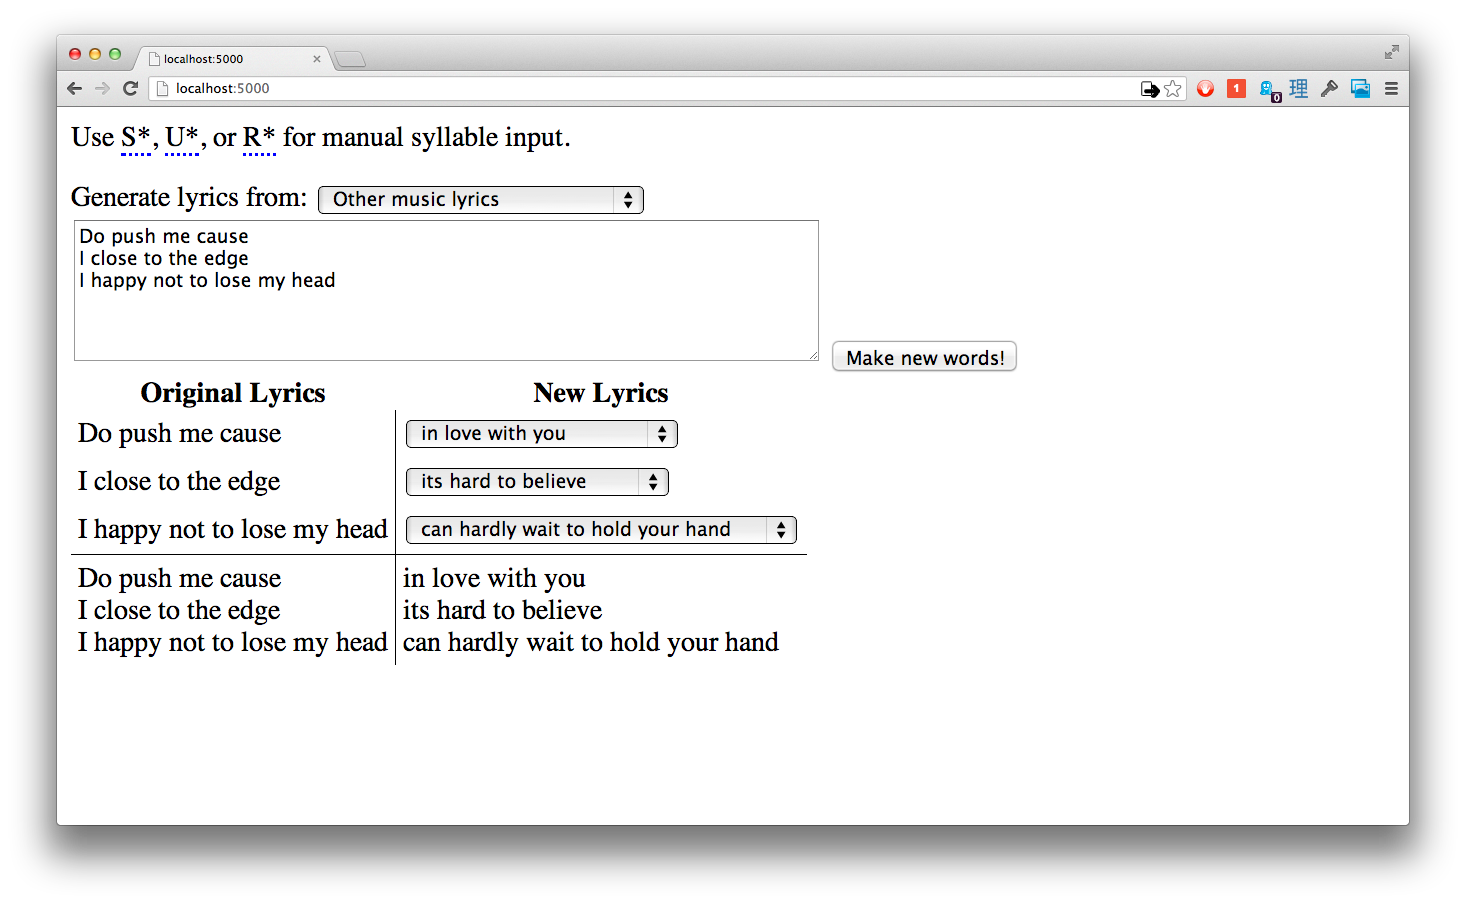 localhost:5000
localhost:5000
1
0
理
Use S*, U*, or R* for manual syllable input.
Generate lyrics from: Other music lyrics
Do push me cause
I close to the edge
I happy not to lose my head
Make new words!
Original Lyrics New Lyrics
Do push me cause in love with you
I close to the edge its hard to believe
I happy not to lose my head can hardly wait to hold your hand
Do push me cause in love with you
I close to the edge its hard to believe
I happy not to lose my head can hardly wait to hold your hand